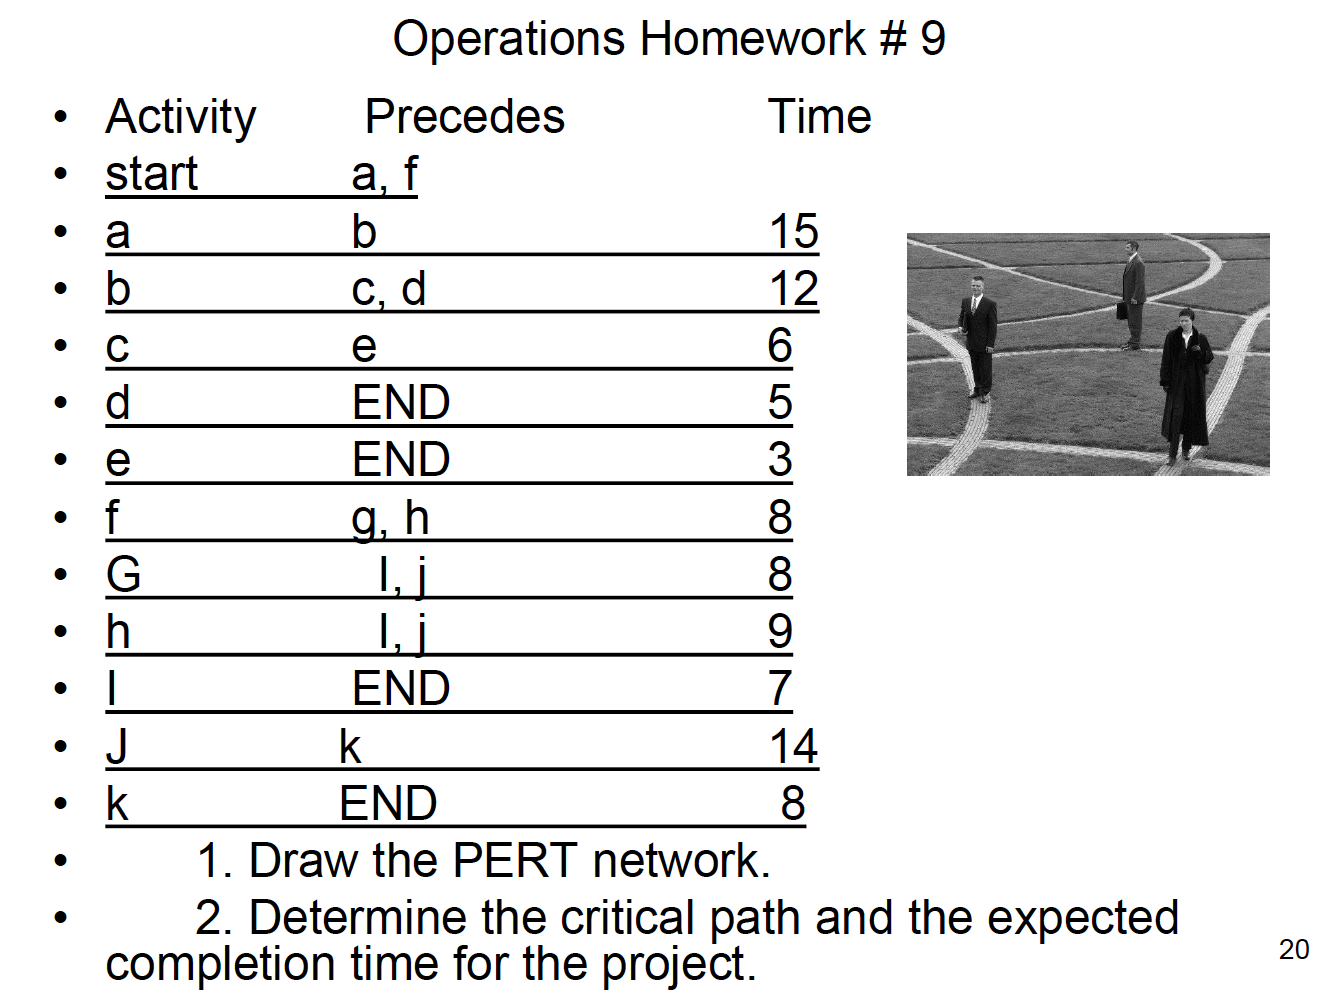 Operations Homework # 9
• Activity Precedes Time
• start a, f
• a b 15
• b c, d 12
• c e 6
• d END 5
• e END 3
• f g, h 8
• G I, j 8
• h I, j 9
• I END 7
• J k 14
• k END 8
• 1. Draw the PERT network.
• 2. Determine the critical path and the expected
completion time for the project.
20